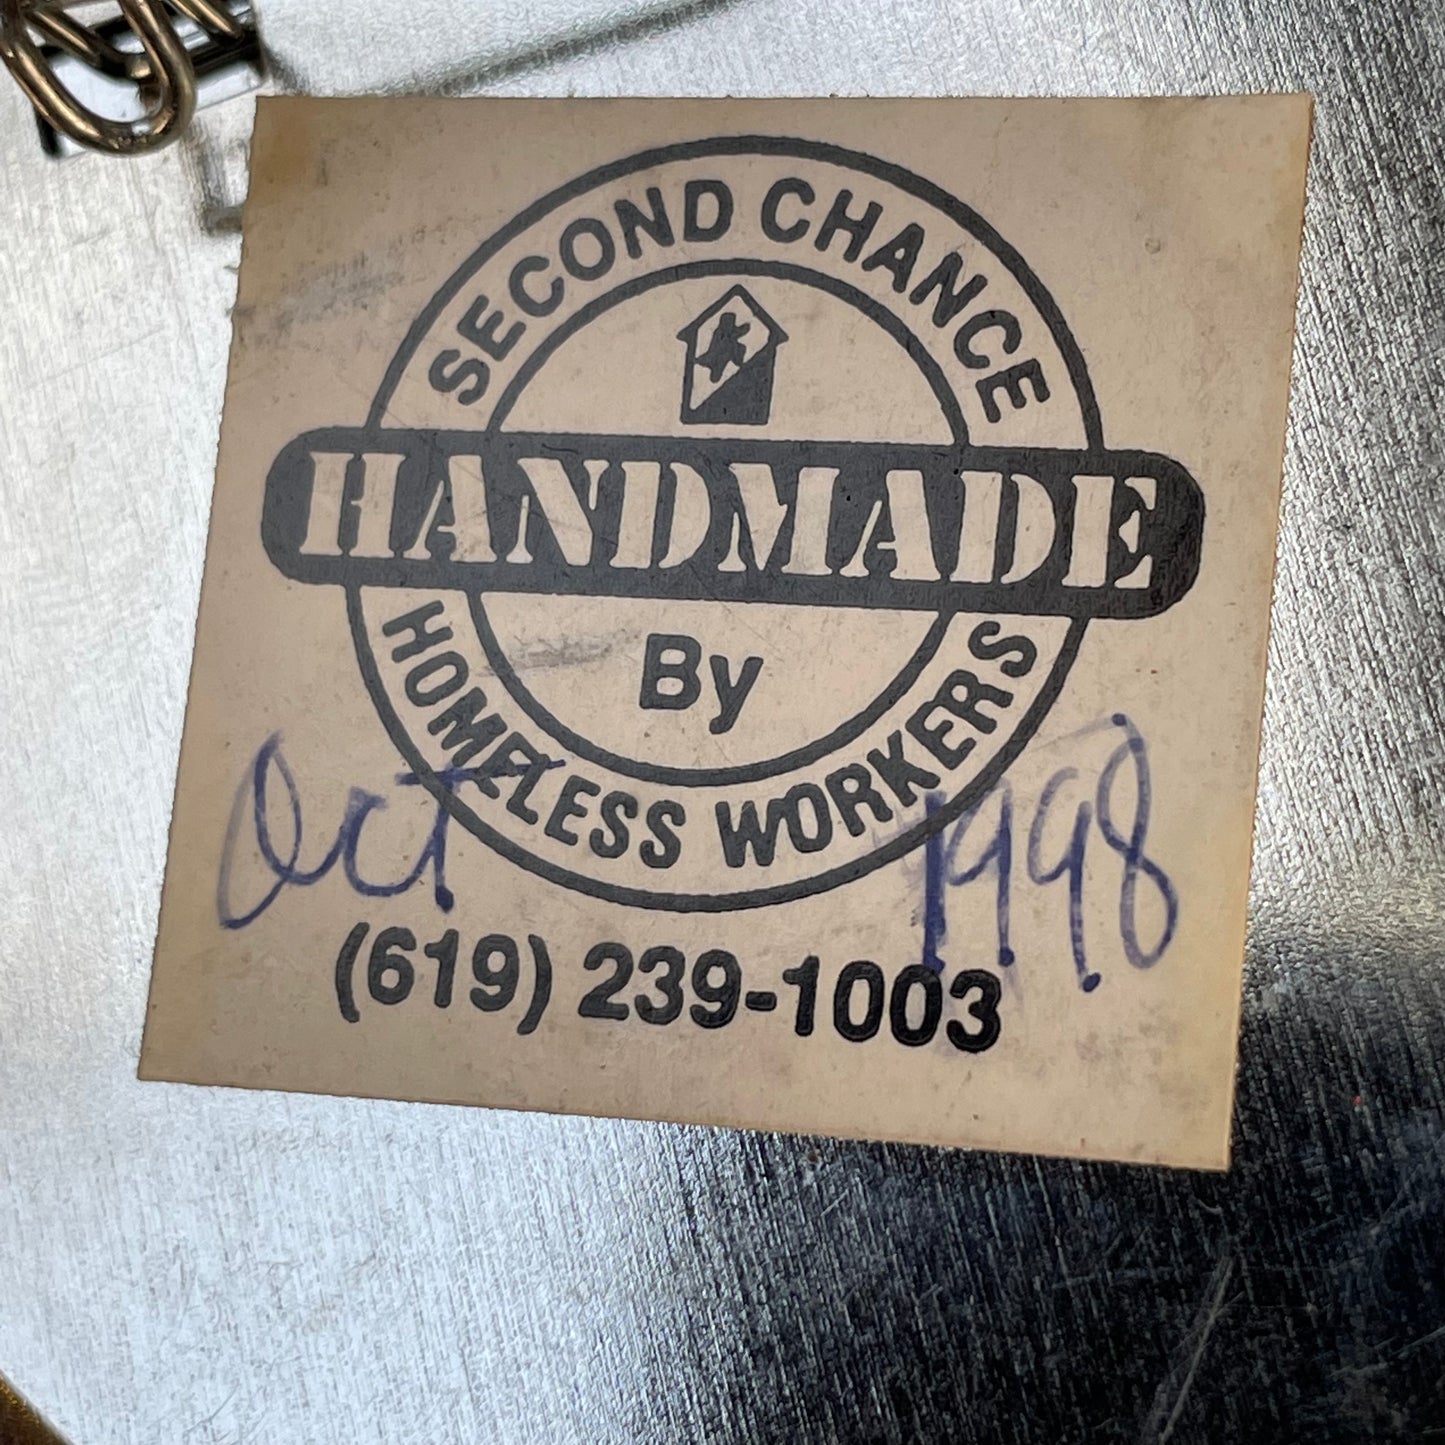 SECOND CHANCE
HANDMADE
By
HOMELESS WORKERS
Oct 1998
(619) 239-1003